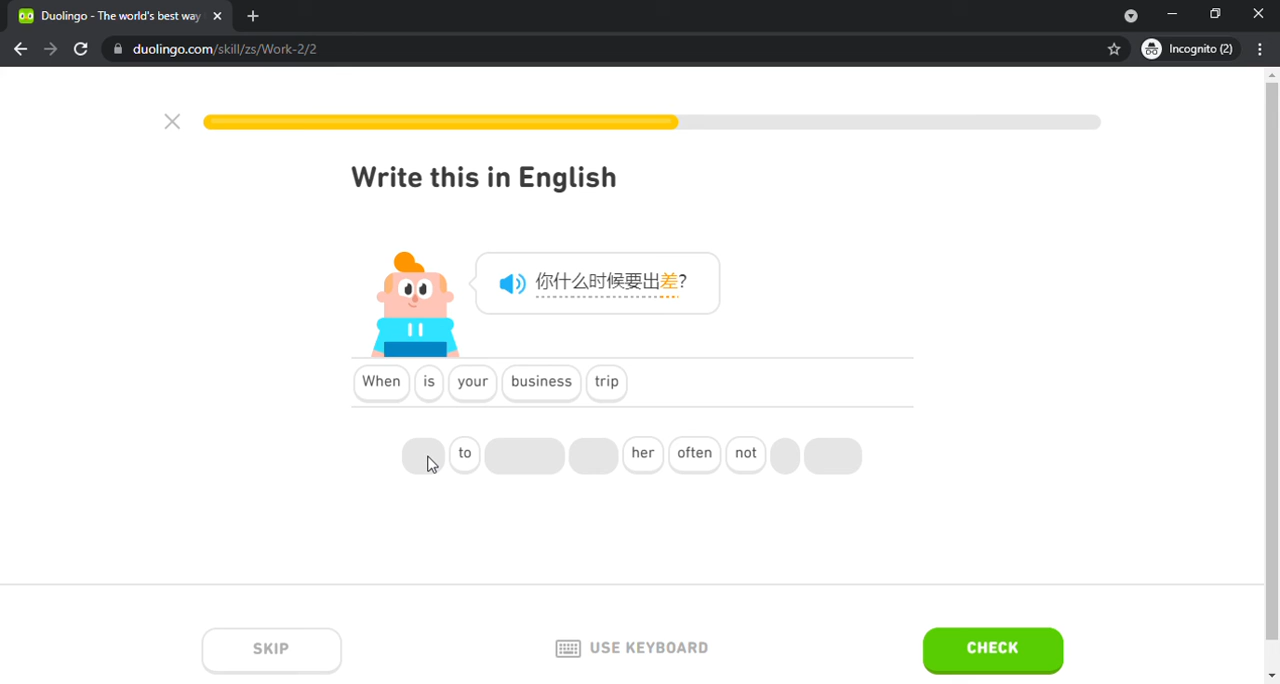 Duolingo - The world's best way
duolingo.com/skill/zs/Work-2/2
Incognito (2)
Write this in English
你什么时候要出差?
When is your business trip
to her often not
SKIP
USE KEYBOARD
CHECK